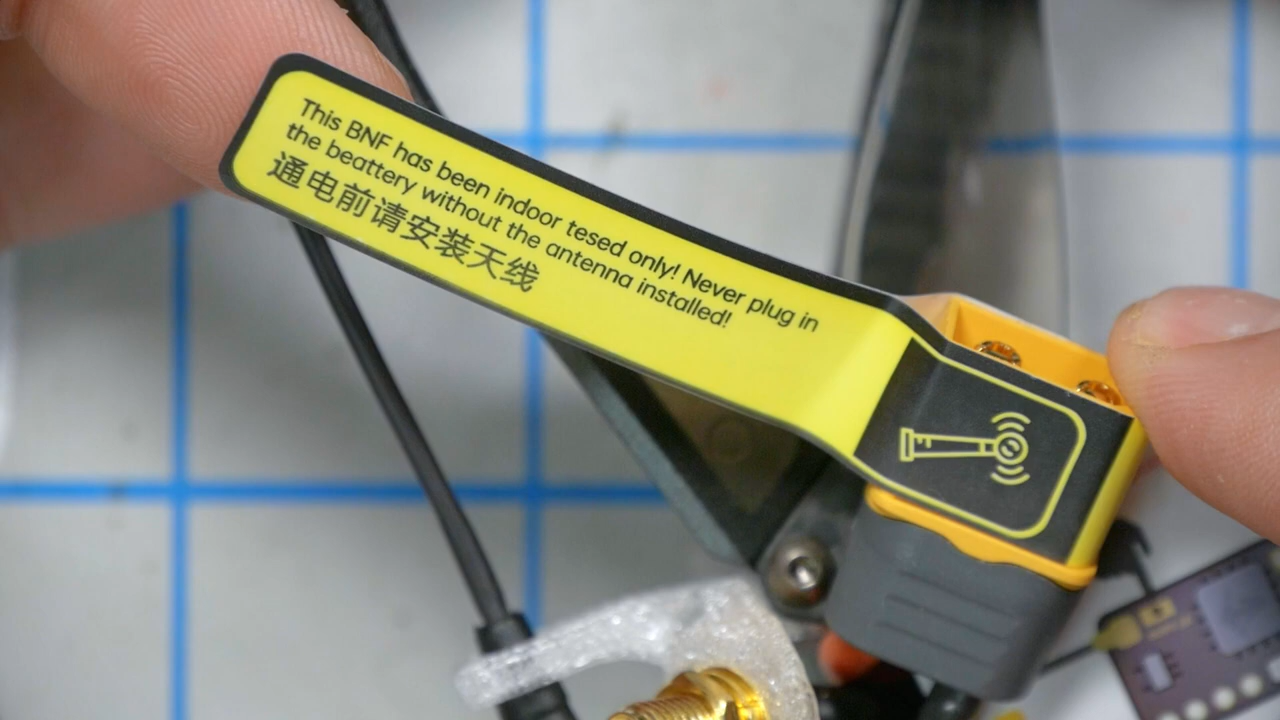 This BNF has been indoor tesed only! Never plug in
the beattery without the antenna installed!
通电前请安装天线